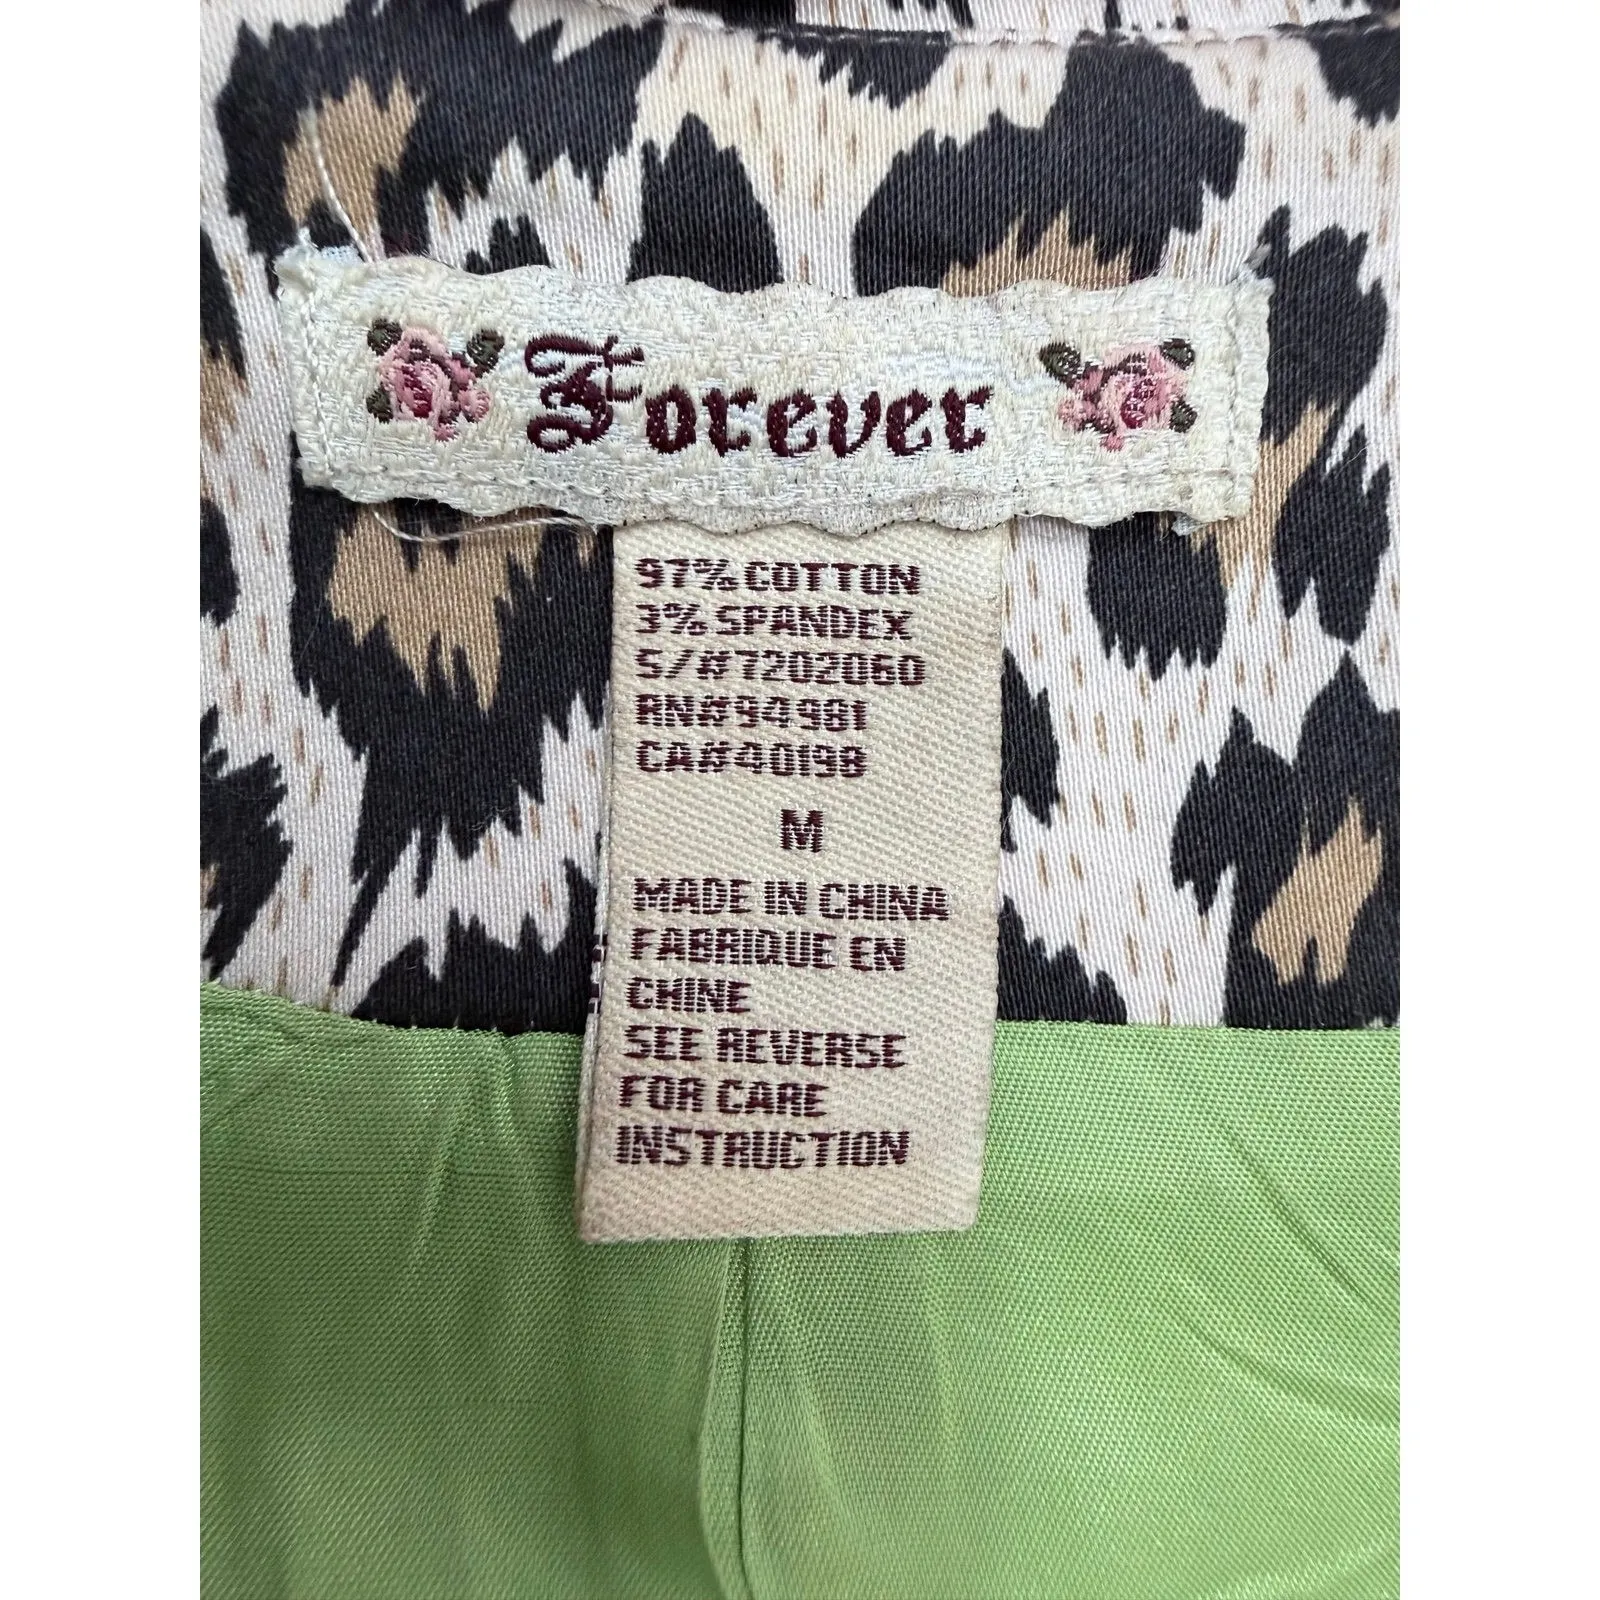 Forever
97% COTTON
3% SPANDEX
S/#7202060
RN#94981
CA#40198
M
MADE IN CHINA
FABRIQUE EN
CHINE
SEE REVERSE
FOR CARE
INSTRUCTION